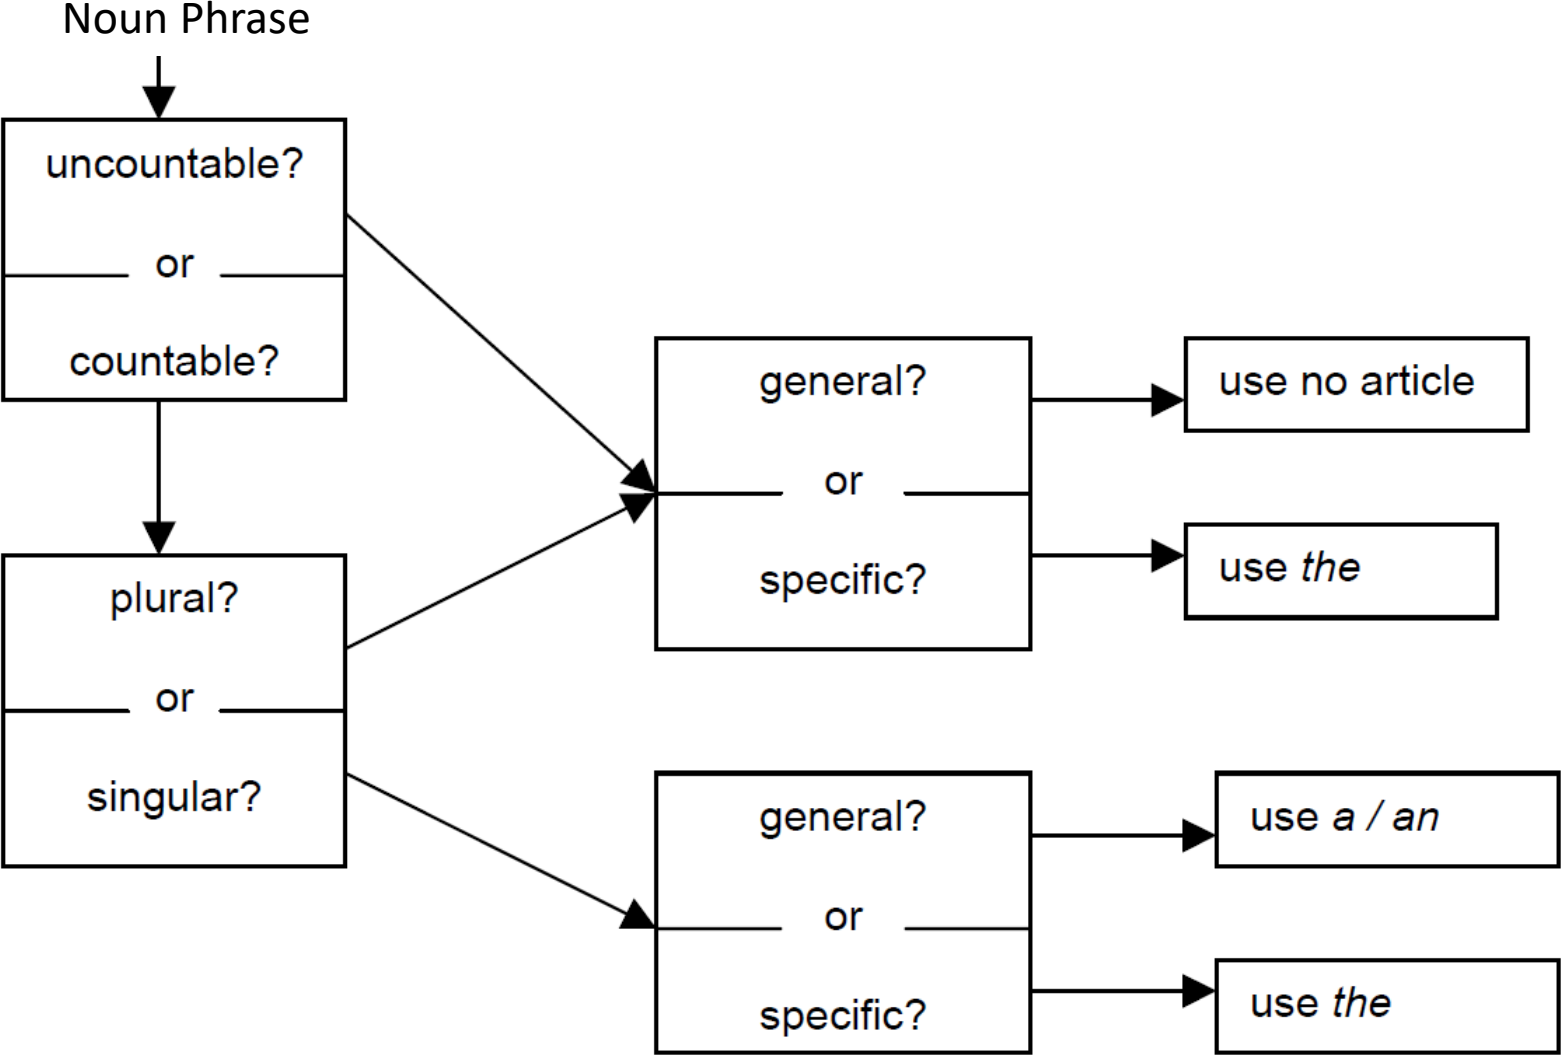 Noun Phrase
uncountable?
or
countable?
general?
use no article
or
use the
specific?
plural?
or
singular?
general?
use a / an
or
specific?
use the